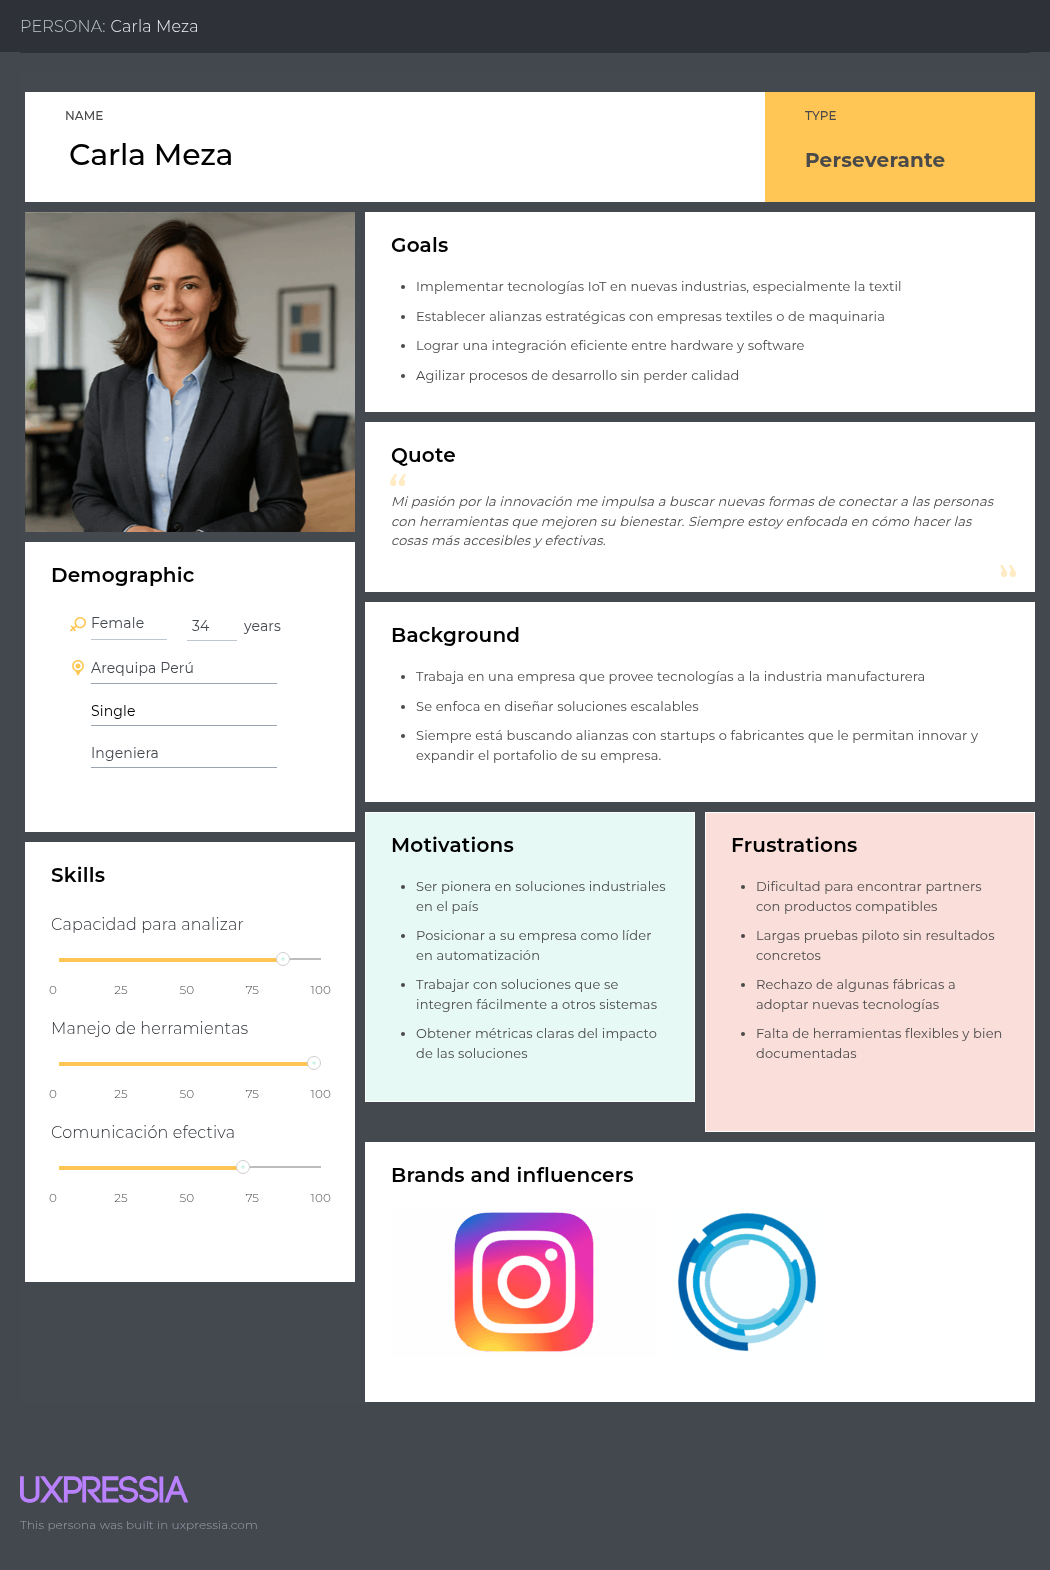 PERSONA: Carla Meza
NAME
Carla Meza
TYPE
Perseverante
Goals
Implementar tecnologías IoT en nuevas industrias, especialmente la textil
Establecer alianzas estratégicas con empresas textiles o de maquinaria
Lograr una integración eficiente entre hardware y software
Agilizar procesos de desarrollo sin perder calidad
Quote
“
Mi pasión por la innovación me impulsa a buscar nuevas formas de conectar a las personas
con herramientas que mejoren su bienestar. Siempre estoy enfocada en cómo hacer las
cosas más accesibles y efectivas.
”
Demographic
Female 34 years
Arequipa Perú
Single
Ingeniera
Background
Trabaja en una empresa que provee tecnologías a la industria manufacturera
Se enfoca en diseñar soluciones escalables
Siempre está buscando alianzas con startups o fabricantes que le permitan innovar y
expandir el portafolio de su empresa.
Skills
Capacidad para analizar
0 25 50 75 100
Manejo de herramientas
0 25 50 75 100
Comunicación efectiva
0 25 50 75 100
Motivations
Ser pionera en soluciones industriales
en el país
Posicionar a su empresa como líder
en automatización
Trabajar con soluciones que se
integren fácilmente a otros sistemas
Obtener métricas claras del impacto
de las soluciones
Frustrations
Dificultad para encontrar partners
con productos compatibles
Largas pruebas piloto sin resultados
concretos
Rechazo de algunas fábricas a
adoptar nuevas tecnologías
Falta de herramientas flexibles y bien
documentadas
Brands and influencers
UXPRESSIA
This persona was built in uxpressia.com